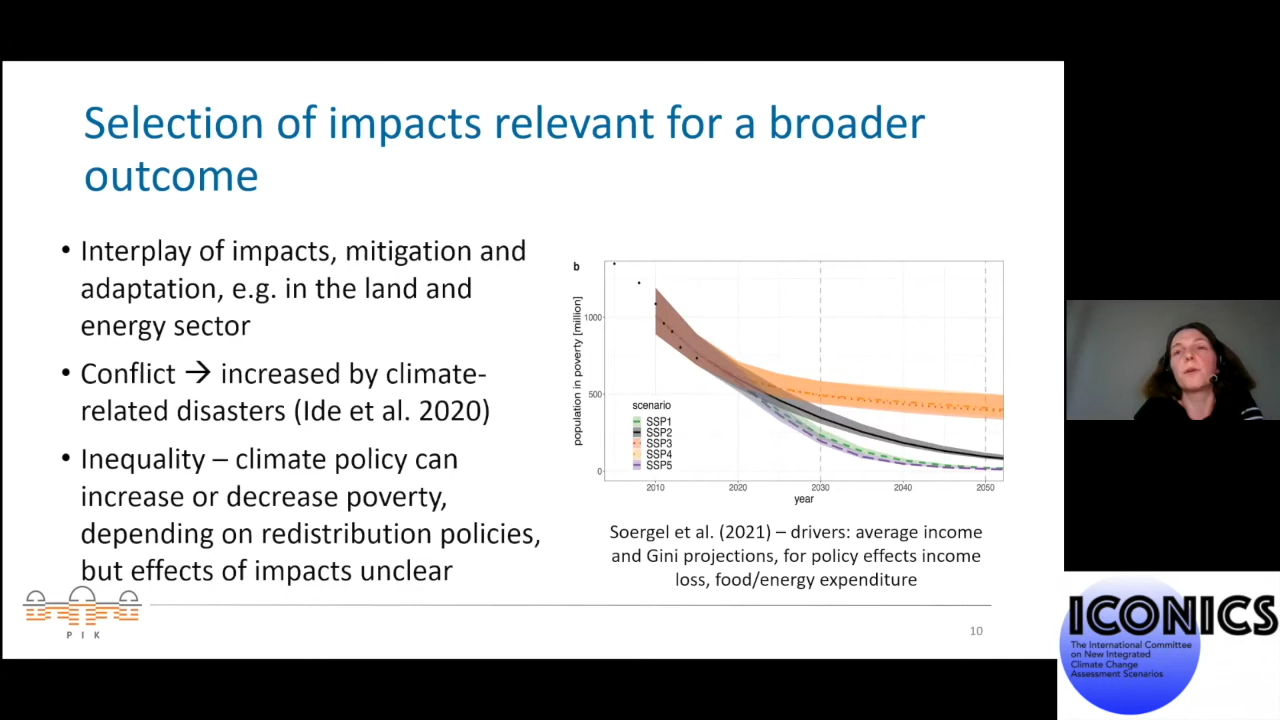 Selection of impacts relevant for a broader
outcome
• Interplay of impacts, mitigation and
adaptation, e.g. in the land and
energy sector
• Conflict → increased by climate-
related disasters (Ide et al. 2020)
• Inequality – climate policy can
increase or decrease poverty,
depending on redistribution policies,
but effects of impacts unclear
b
population in poverty [million]
1000
500
0
scenario
SSP1
SSP2
SSP3
SSP4
SSP5
2010 2020 2030 2040 2050
year
Soergel et al. (2021) – drivers: average income
and Gini projections, for policy effects income
loss, food/energy expenditure
P I K
10
ICONICS
The International Committee
on New Integrated
Climate Change
Assessment Scenarios